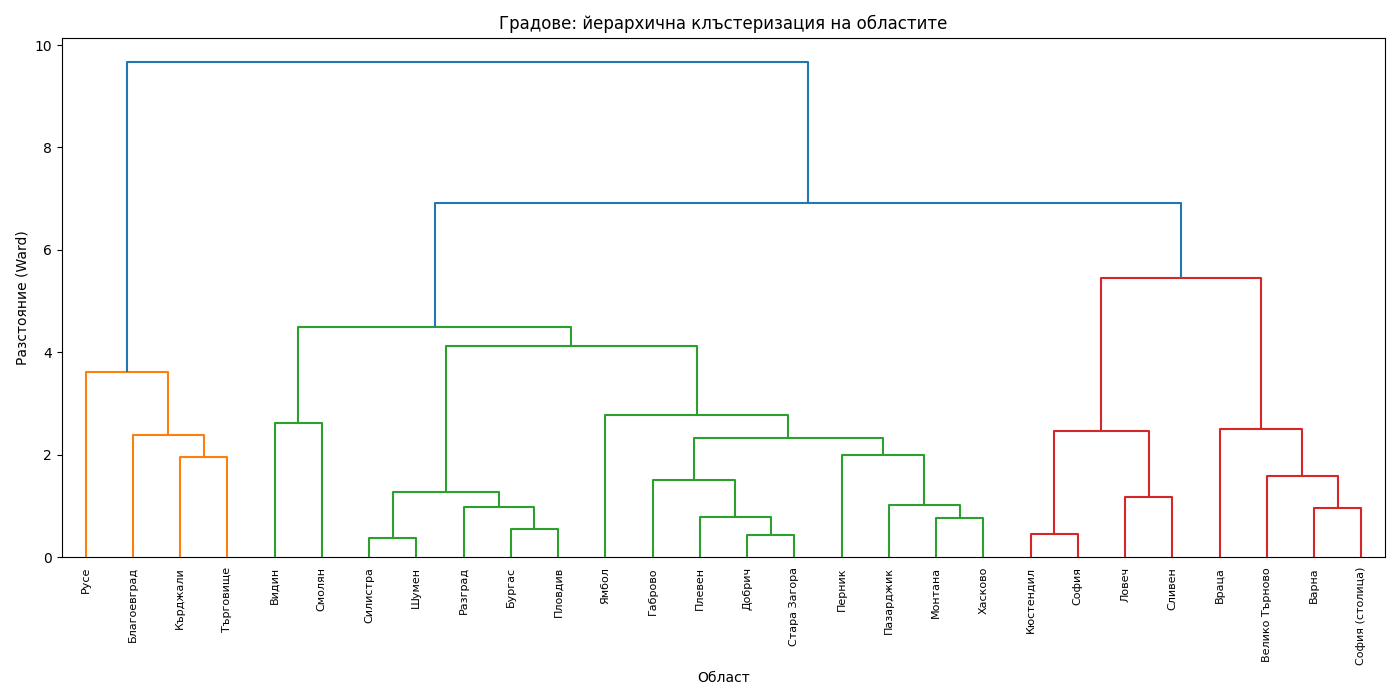 Градове: йерархична клъстеризация на областите
10
8
6
4
2
0
Разстояние (Ward)
Русе
Благоевград
Кърджали
Търговище
Видин
Смолян
Силистра
Шумен
Разград
Бургас
Пловдив
Ямбол
Габрово
Плевен
Добрич
Стара Загора
Перник
Пазарджик
Монтана
Хасково
Кюстендил
София
Ловеч
Сливен
Враца
Велико Търново
Варна
София (столица)
Област